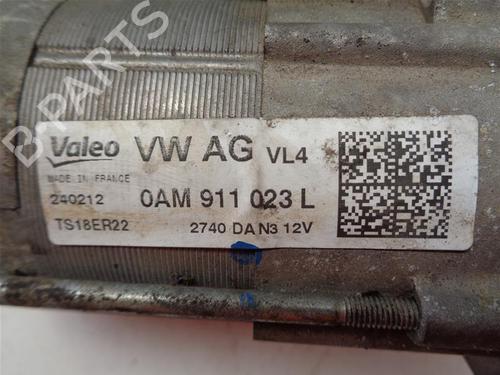 B-PARTS
Valeo VW AG VL4
MADE IN FRANCE
240212 0AM 911 023 L
TS18ER22 2740 DA N3 12V